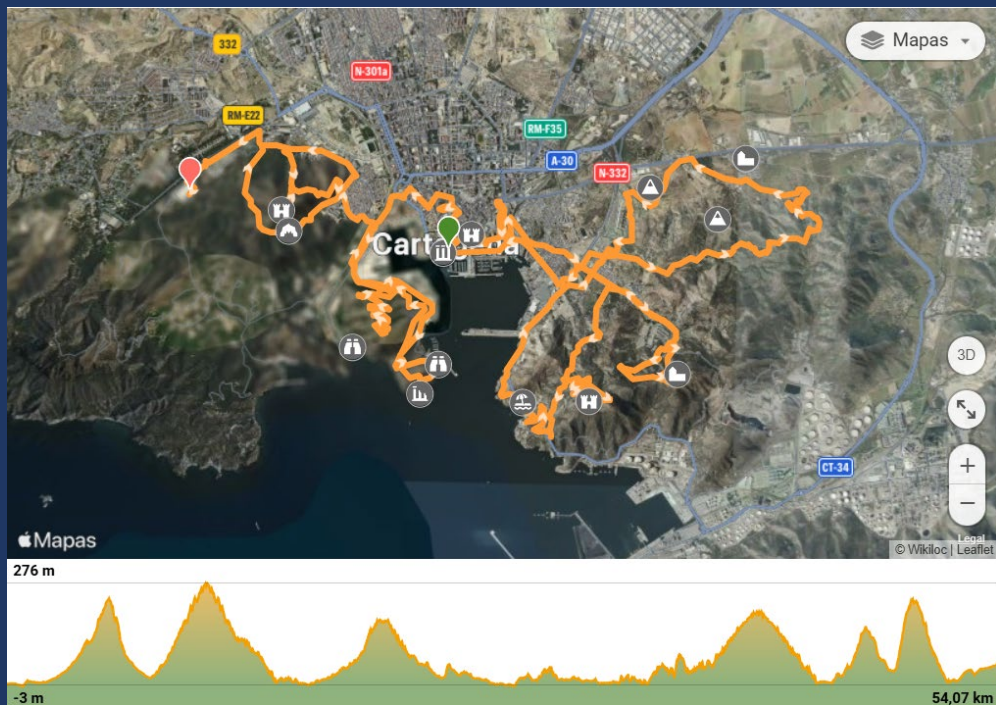 Mapas
332
N-301a
RM-E22
RM-F35
A-30
N-332
Cartagena
3D
+
CT-34
−
Mapas
Legal
© Wikiloc | Leaflet
276 m
-3 m
54,07 km